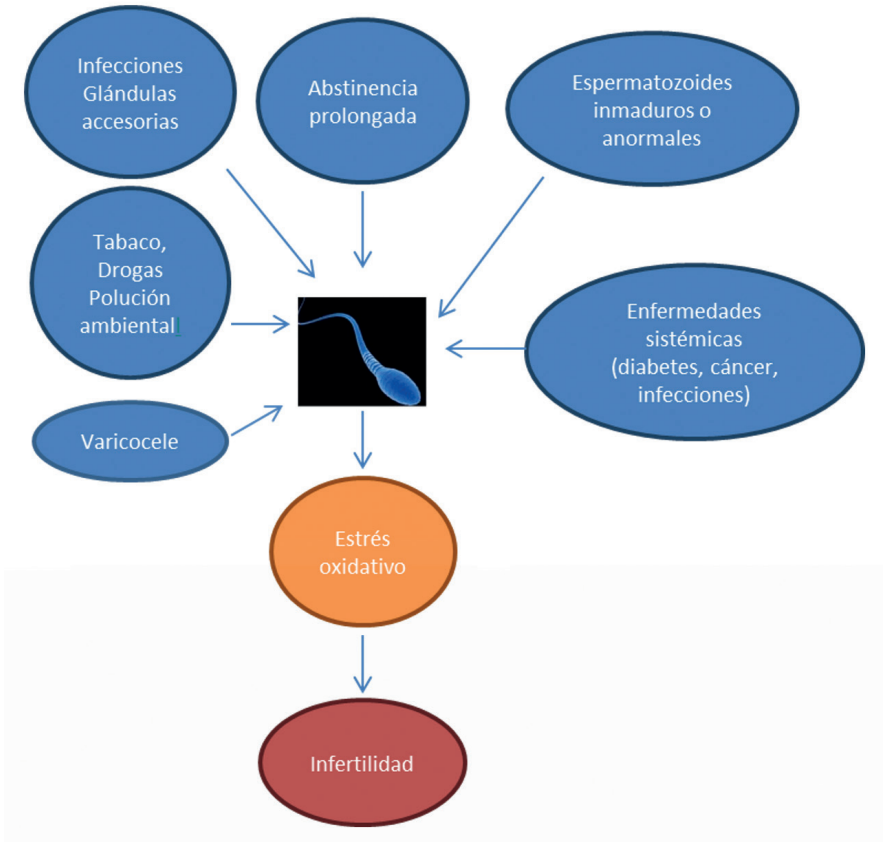 Infecciones
Glándulas
accesorias
Abstinencia
prolongada
Espermatozoides
inmaduros o
anormales
Tabaco,
Drogas
Polución
ambiental
Enfermedades
sistémicas
(diabetes, cáncer,
infecciones)
Varicocele
Estrés
oxidativo
Infertilidad